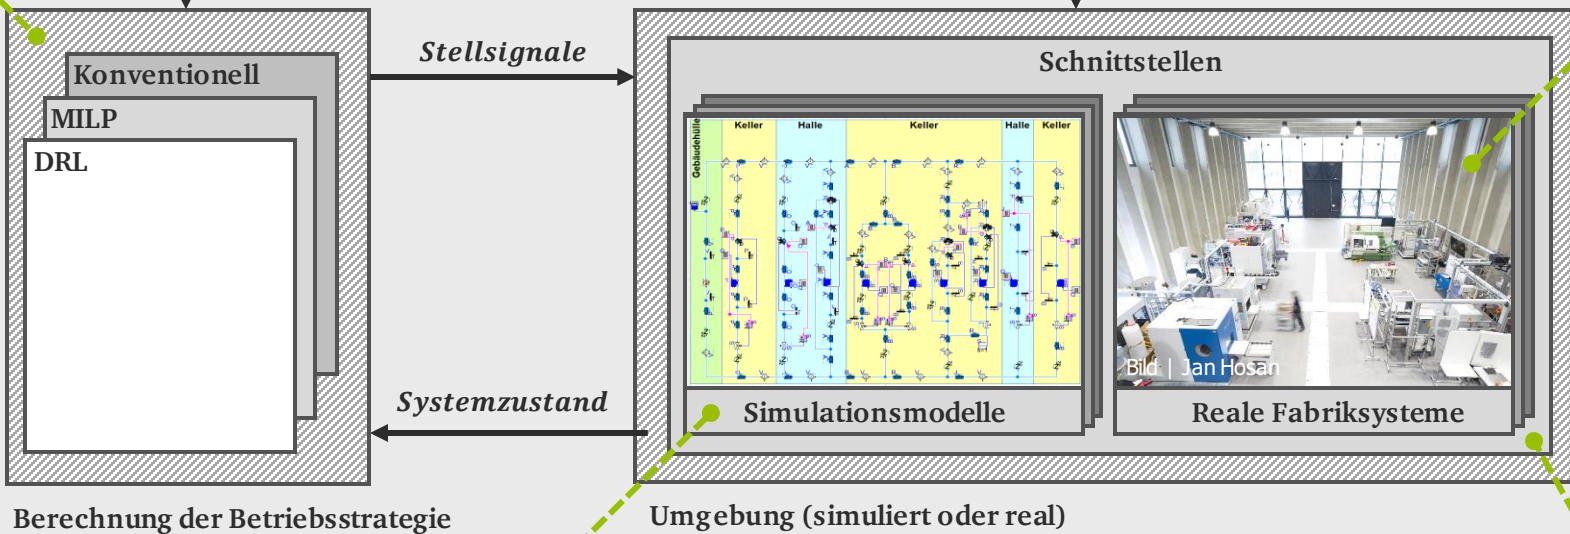 Konventionell
MILP
DRL
Berechnung der Betriebsstrategie
Stellsignale
Systemzustand
Schnittstellen
Gebäudehülle
Keller
Halle
Keller
Halle
Keller
Simulationsmodelle
Bild | Jan Hosan
Reale Fabriksysteme
Umgebung (simuliert oder real)